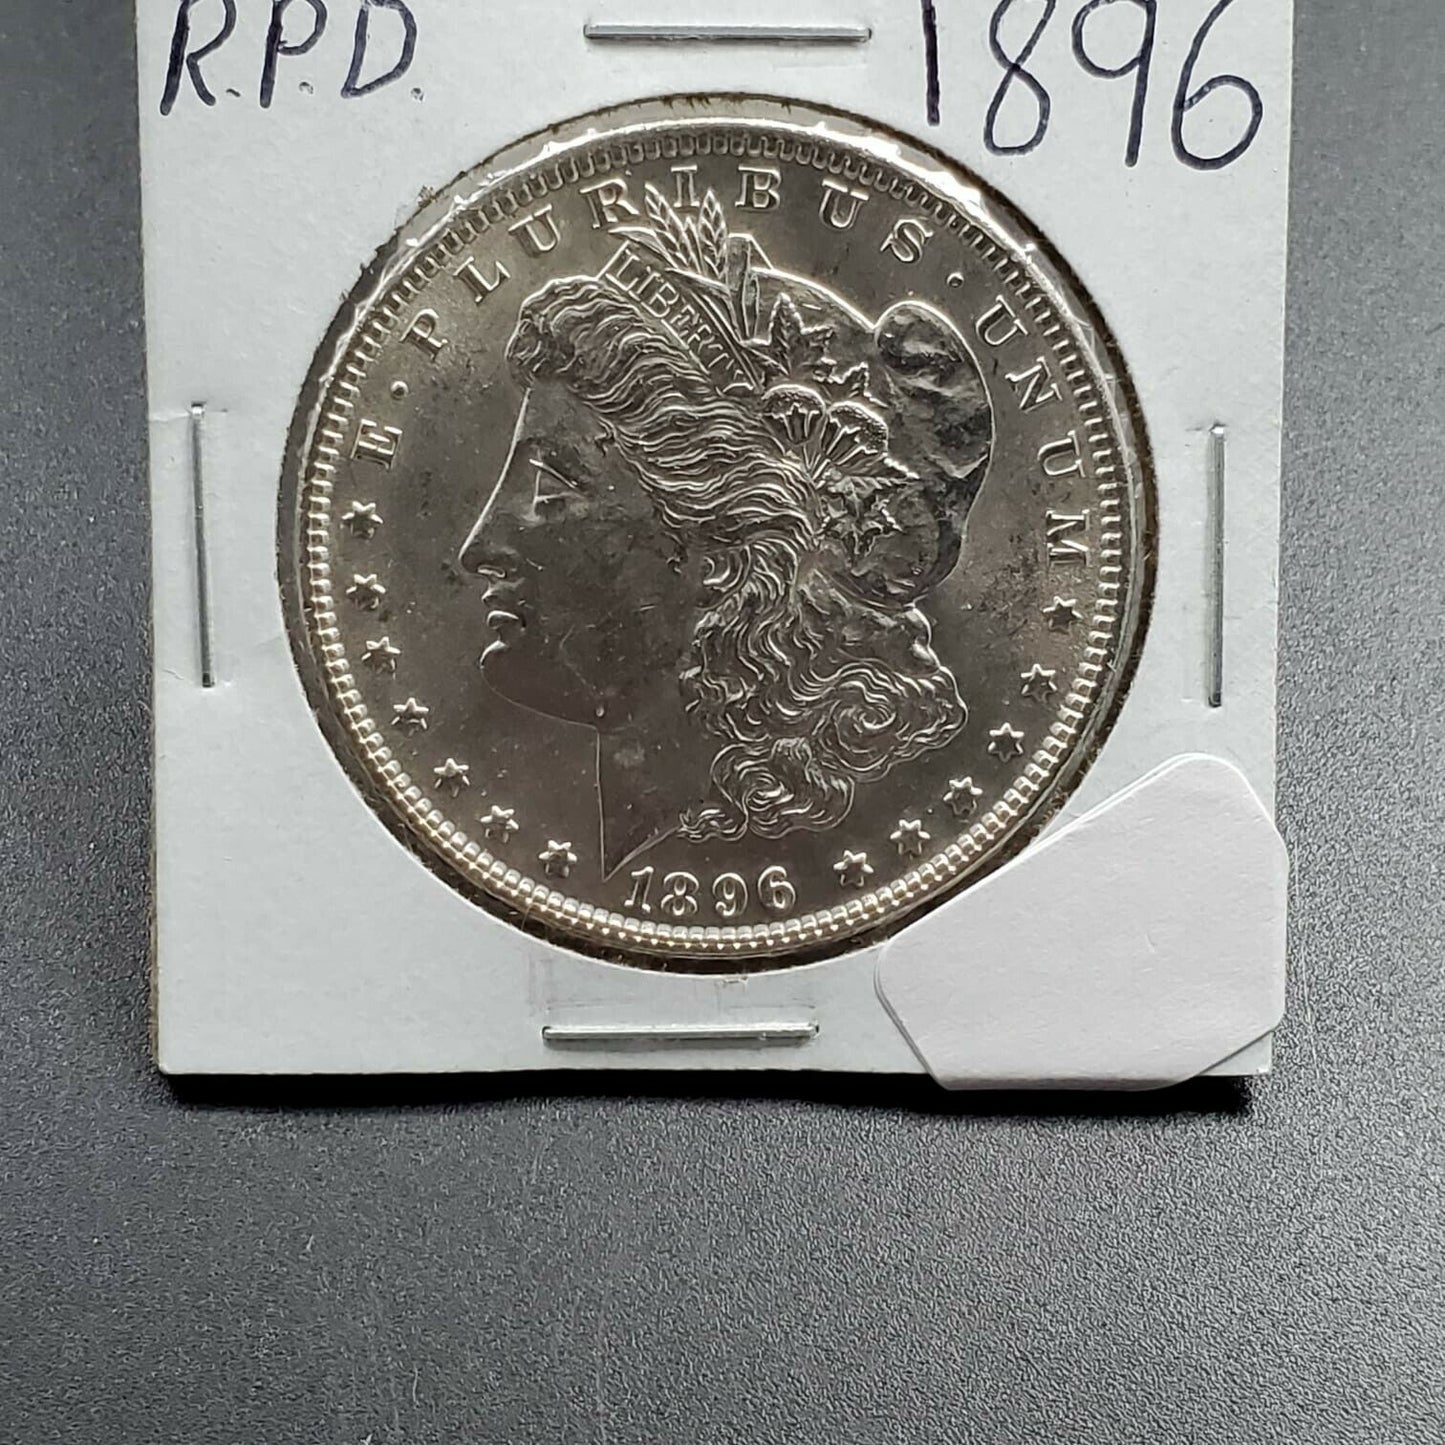 R.P.D. 1896
E · PLURIBUS · UNUM
LIBERTY
1896